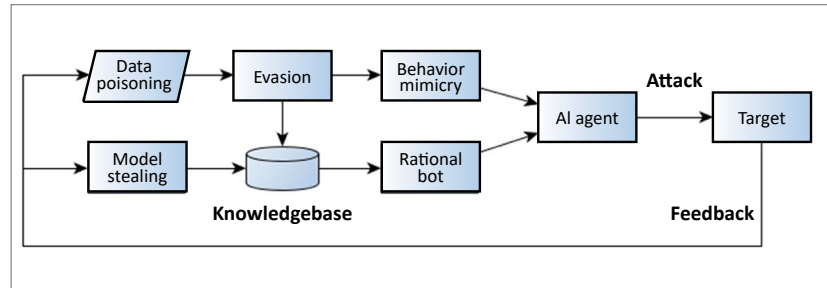 Data
poisoning
Evasion
Behavior
mimicry
AI agent
Attack
Target
Model
stealing
Knowledgebase
Rational
bot
Feedback